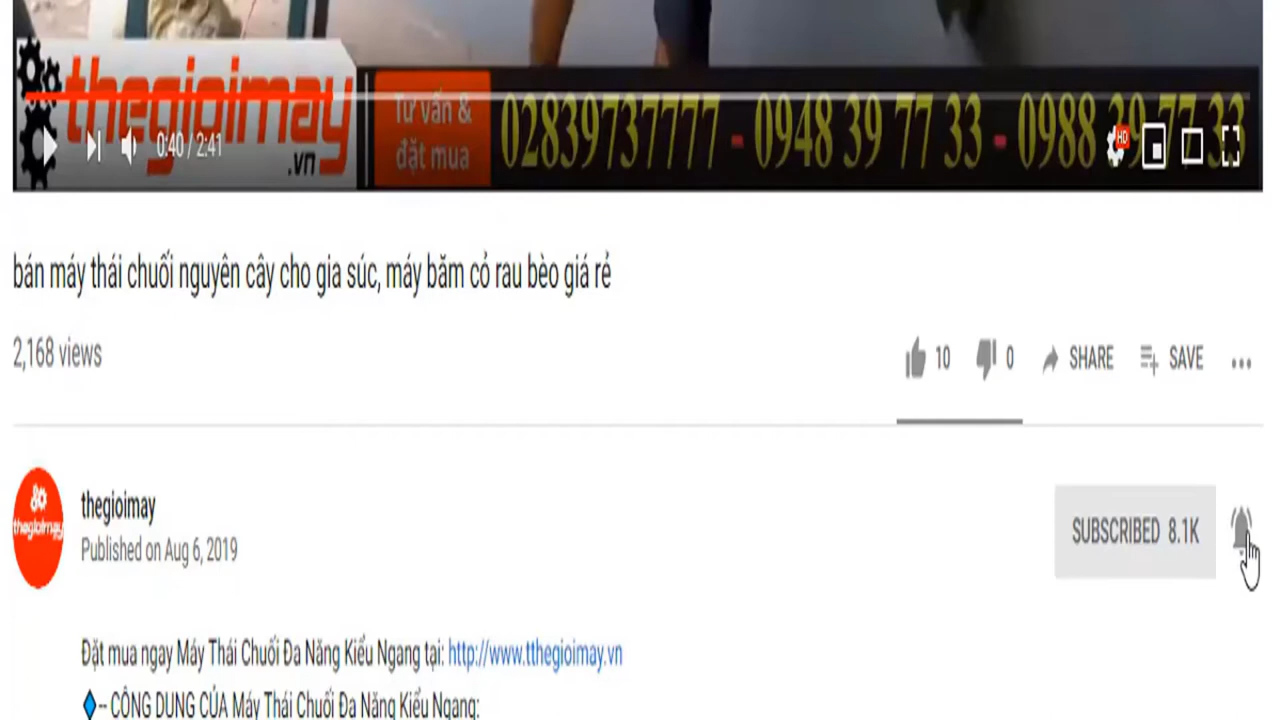 thegioimay
.vn
Tư vấn &
đặt mua
02839737777 - 0948 39 77 33 - 0988 39 77 33
0:40 / 2:41
HD
bán máy thái chuối nguyên cây cho gia súc, máy băm cỏ rau bèo giá rẻ
2,168 views
10 0 SHARE SAVE
thegioimay
thegioimay
Published on Aug 6, 2019
SUBSCRIBED 8.1K
Đặt mua ngay Máy Thái Chuối Đa Năng Kiểu Ngang tại: http://www.tthegioimay.vn
-- CÔNG DỤNG CỦA Máy Thái Chuối Đa Năng Kiểu Ngang: